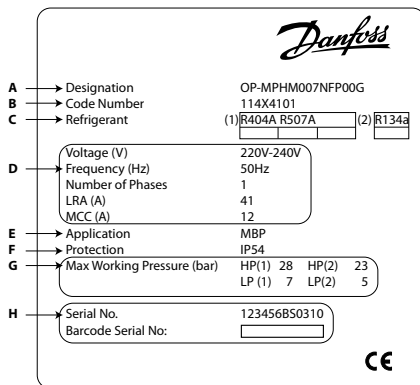 Danfoss
A Designation OP-MPHM007NFP00G
B Code Number 114X4101
C Refrigerant (1) R404A R507A (2) R134a
Voltage (V) 220V-240V
D Frequency (Hz) 50Hz
Number of Phases 1
LRA (A) 41
MCC (A) 12
E Application MBP
F Protection IP54
G Max Working Pressure (bar) HP(1) 28 HP(2) 23
LP (1) 7 LP(2) 5
H Serial No. 123456BS0310
Barcode Serial No:
CE